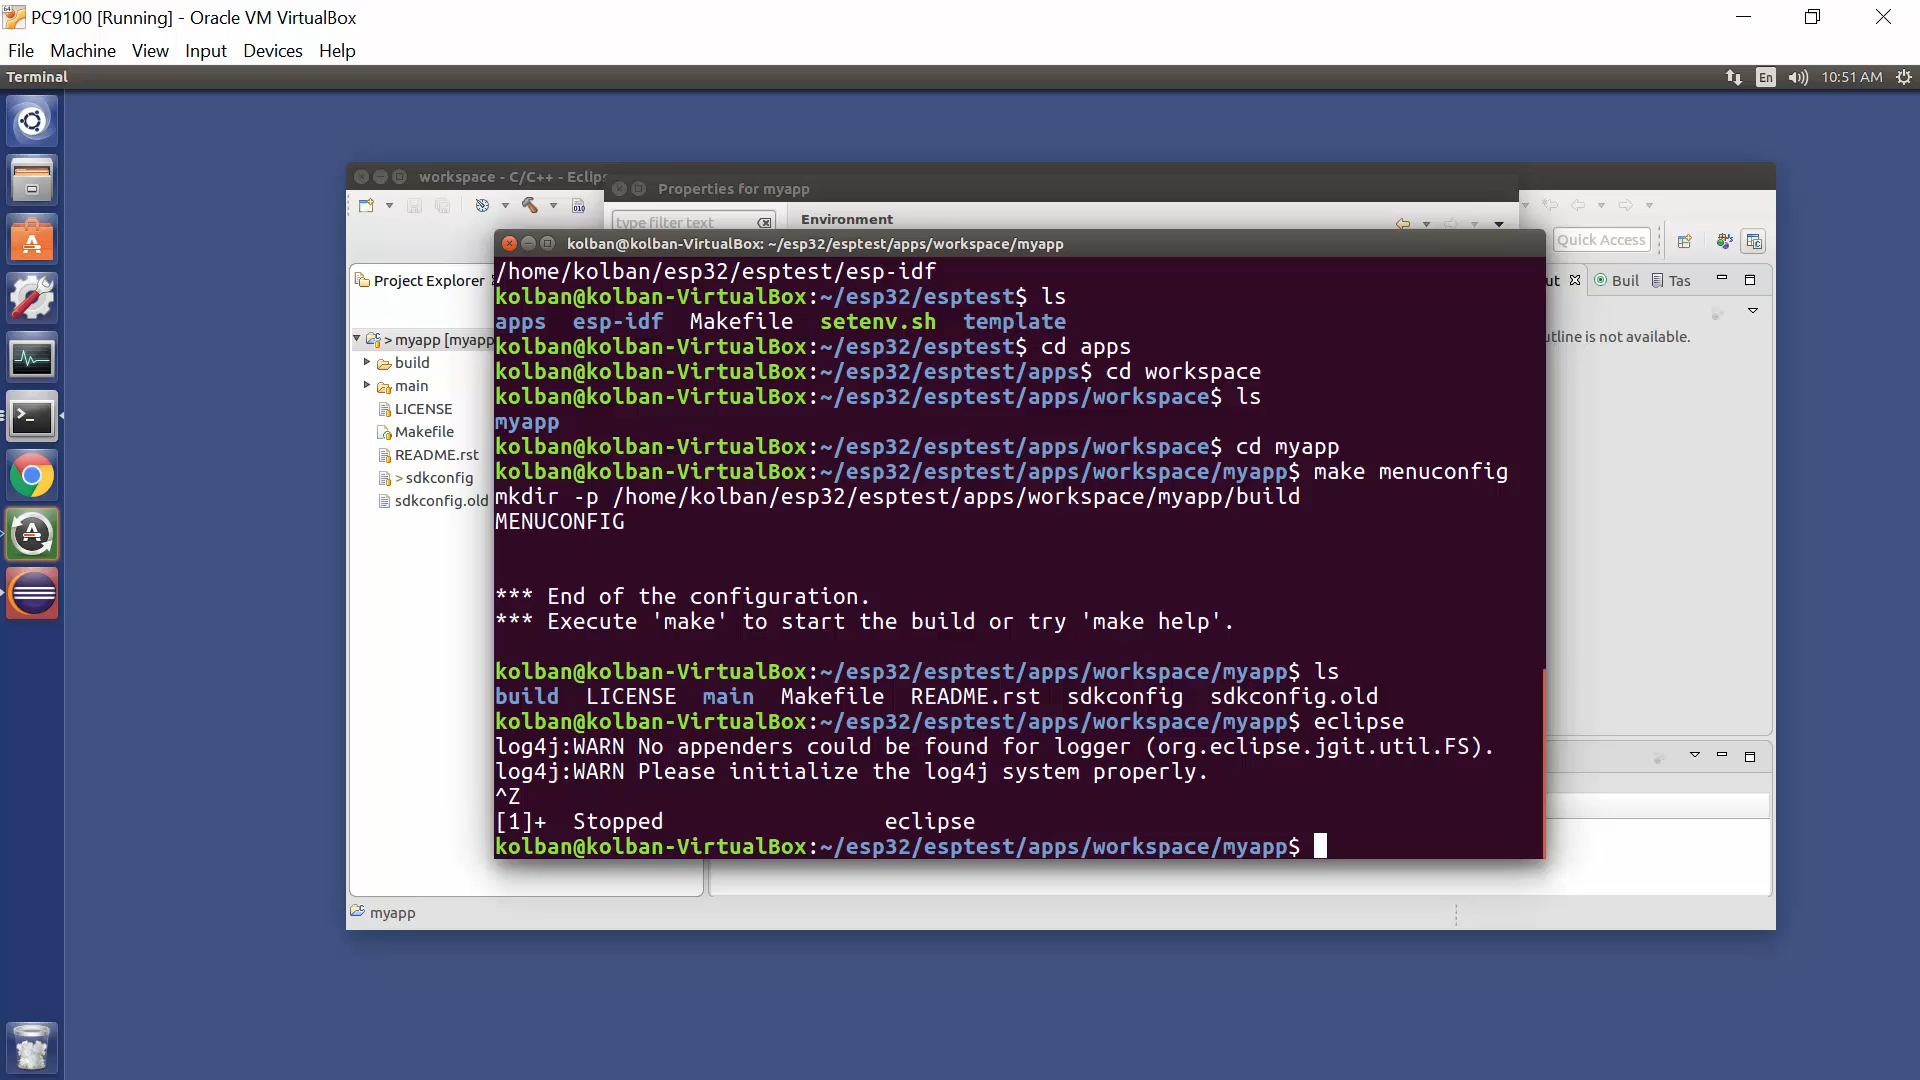 PC9100 [Running] - Oracle VM VirtualBox
File Machine View Input Devices Help
Terminal
En 10:51 AM
workspace - C/C++ - Eclips
Properties for myapp
type filter text
Environment
Quick Access
Project Explorer
> myapp [myapp
build
main
LICENSE
Makefile
README.rst
> sdkconfig
sdkconfig.old
ut Buil Tas
utline is not available.
kolban@kolban-VirtualBox: ~/esp32/esptest/apps/workspace/myapp
/home/kolban/esp32/esptest/esp-idf
kolban@kolban-VirtualBox:~/esp32/esptest$ ls
apps esp-idf Makefile setenv.sh template
kolban@kolban-VirtualBox:~/esp32/esptest$ cd apps
kolban@kolban-VirtualBox:~/esp32/esptest/apps$ cd workspace
kolban@kolban-VirtualBox:~/esp32/esptest/apps/workspace$ ls
myapp
kolban@kolban-VirtualBox:~/esp32/esptest/apps/workspace$ cd myapp
kolban@kolban-VirtualBox:~/esp32/esptest/apps/workspace/myapp$ make menuconfig
mkdir -p /home/kolban/esp32/esptest/apps/workspace/myapp/build
MENUCONFIG
*** End of the configuration.
*** Execute 'make' to start the build or try 'make help'.
kolban@kolban-VirtualBox:~/esp32/esptest/apps/workspace/myapp$ ls
build LICENSE main Makefile README.rst sdkconfig sdkconfig.old
kolban@kolban-VirtualBox:~/esp32/esptest/apps/workspace/myapp$ eclipse
log4j:WARN No appenders could be found for logger (org.eclipse.jgit.util.FS).
log4j:WARN Please initialize the log4j system properly.
^Z
[1]+ Stopped eclipse
kolban@kolban-VirtualBox:~/esp32/esptest/apps/workspace/myapp$
myapp